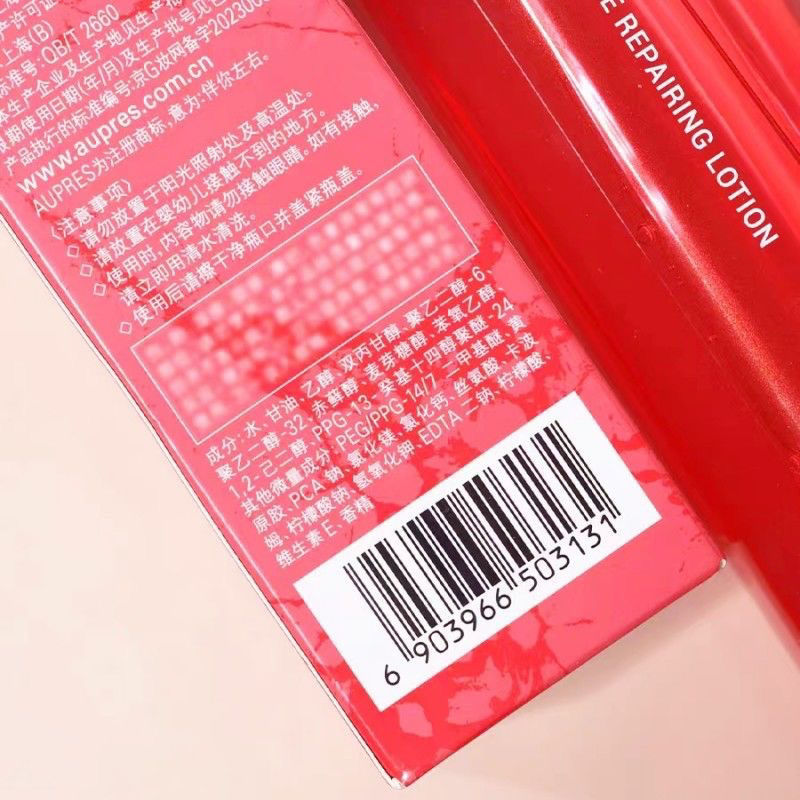 产许可证
上海(B)
标准号: QB/T 2660
生产企业及生产地见生产
限期使用日期(年/月)及生产批号见
产品执行的标准编号:京G妆网备字202300
www.aupres.com.cn
AUPRES为注册商标, 意为:伴你左右。
〈注意事项〉
◇ 请勿放置于阳光照射处及高温处。
◇ 请放置在婴幼儿接触不到的地方。
◇ 使用时, 内容物请勿接触眼睛。如有接触,
请立即用清水清洗。
◇ 使用后请擦干净瓶口并盖紧瓶盖。
成分: 水、甘油、乙醇、双丙甘醇、聚乙二醇-6、
聚乙二醇-32、赤藓醇、麦芽糖醇、苯氧乙醇、
1,2-己二醇、PPG-13-癸基十四醇聚醚-24
其他微量成分: PEG/PPG-14/7 二甲基醚、黄
原胶、PCA 钠、氯化镁、氯化钙、丝氨酸、卡波
姆、柠檬酸钠、氢氧化钾、EDTA 二钠、柠檬酸、
维生素E、香精
6 903966 503131
E REPAIRING LOTION